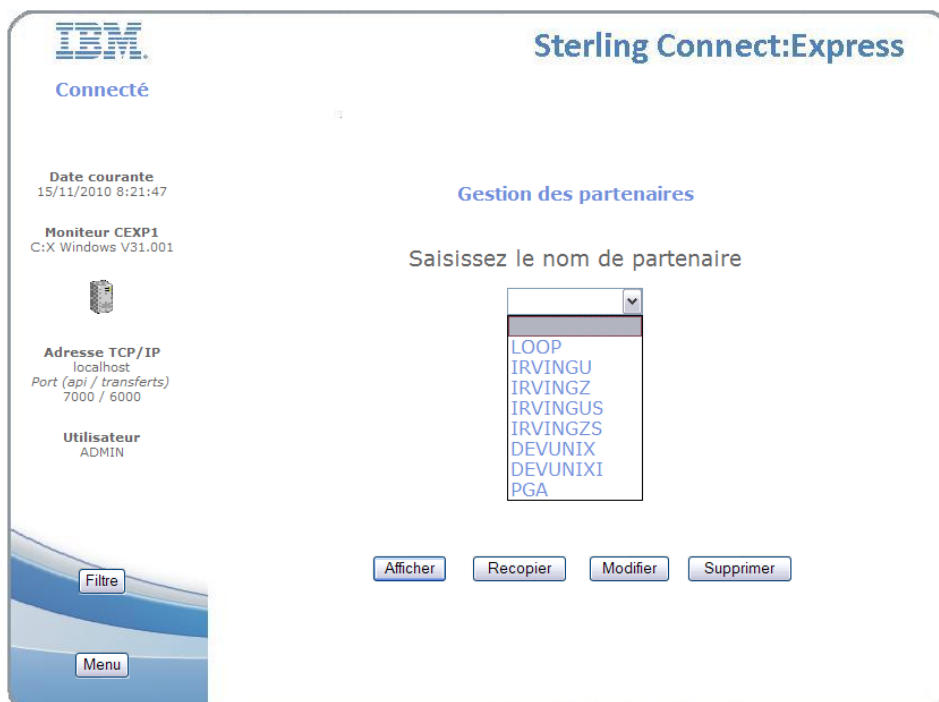 IBM.
Sterling Connect:Express
Connecté
Date courante
15/11/2010 8:21:47
Moniteur CEXP1
C:X Windows V31.001
Adresse TCP/IP
localhost
Port (api / transferts)
7000 / 6000
Utilisateur
ADMIN
Filtre
Menu
Gestion des partenaires
Saisissez le nom de partenaire
LOOP
IRVINGU
IRVINGZ
IRVINGUS
IRVINGZS
DEVUNIX
DEVUNIXI
PGA
Afficher Recopier Modifier Supprimer